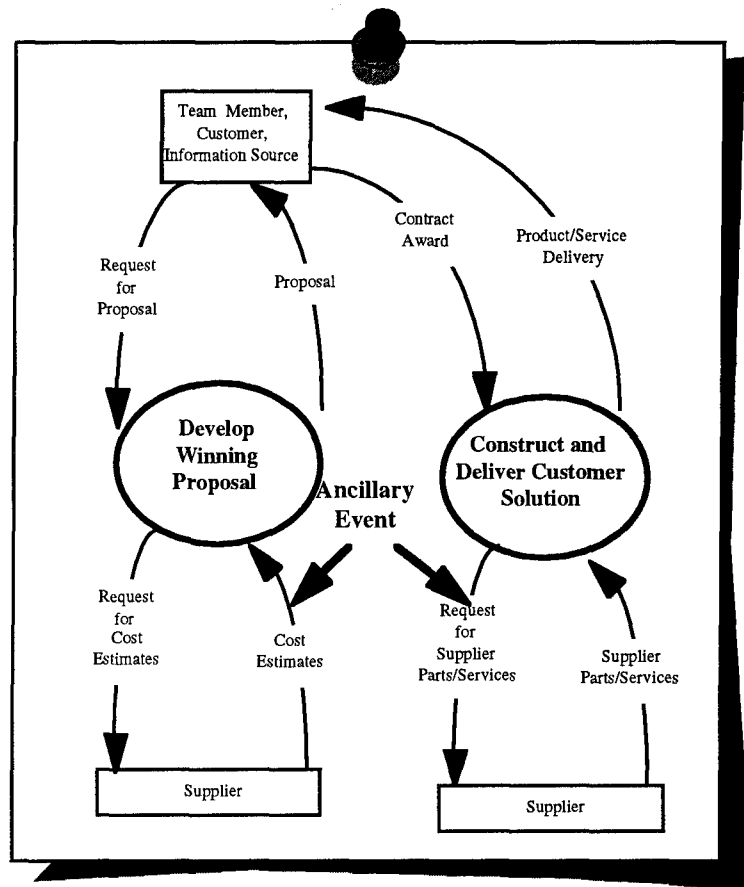 Team Member,
Customer,
Information Source
Contract
Award
Product/Service
Delivery
Request
for
Proposal
Proposal
Develop
Winning
Proposal
Construct and
Deliver Customer
Solution
Ancillary
Event
Request
for
Cost
Estimates
Cost
Estimates
Request
for
Supplier
Parts/Services
Supplier
Parts/Services
Supplier
Supplier